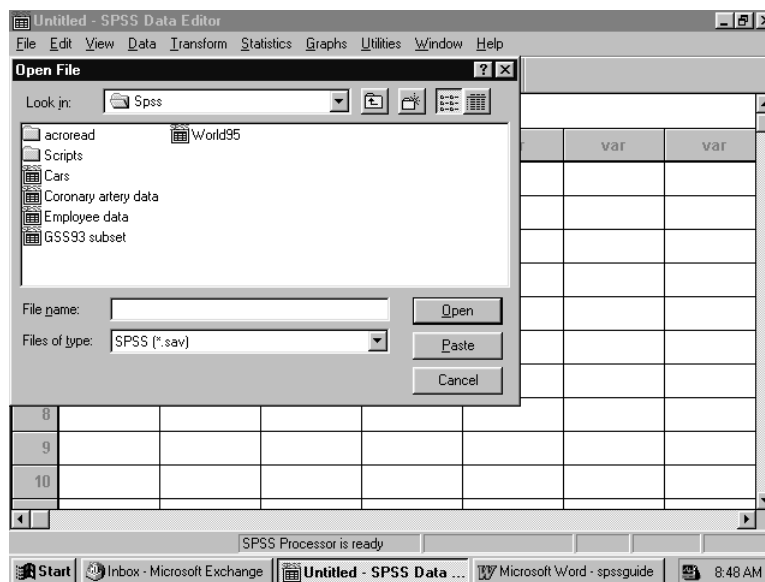 Untitled - SPSS Data Editor
File Edit View Data Transform Statistics Graphs Utilities Window Help
Open File
Look in: Spss
acroread
World95
Scripts
Cars
Coronary artery data
Employee data
GSS93 subset
var var
File name:
Open
Files of type: SPSS (*.sav)
Paste
Cancel
8
9
10
SPSS Processor is ready
Start Inbox - Microsoft Exchange Untitled - SPSS Data ... Microsoft Word - spssguide 8:48 AM